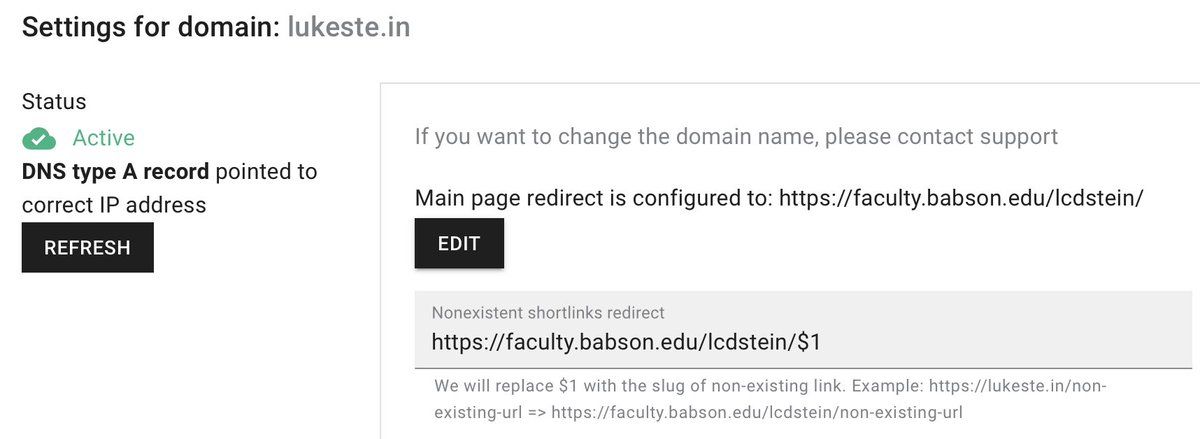 Settings for domain: lukeste.in
Status
Active
DNS type A record pointed to
correct IP address
REFRESH
If you want to change the domain name, please contact support
Main page redirect is configured to: https://faculty.babson.edu/lcdstein/
EDIT
Nonexistent shortlinks redirect
https://faculty.babson.edu/lcdstein/$1
We will replace $1 with the slug of non-existing link. Example: https://lukeste.in/non-
existing-url => https://faculty.babson.edu/lcdstein/non-existing-url